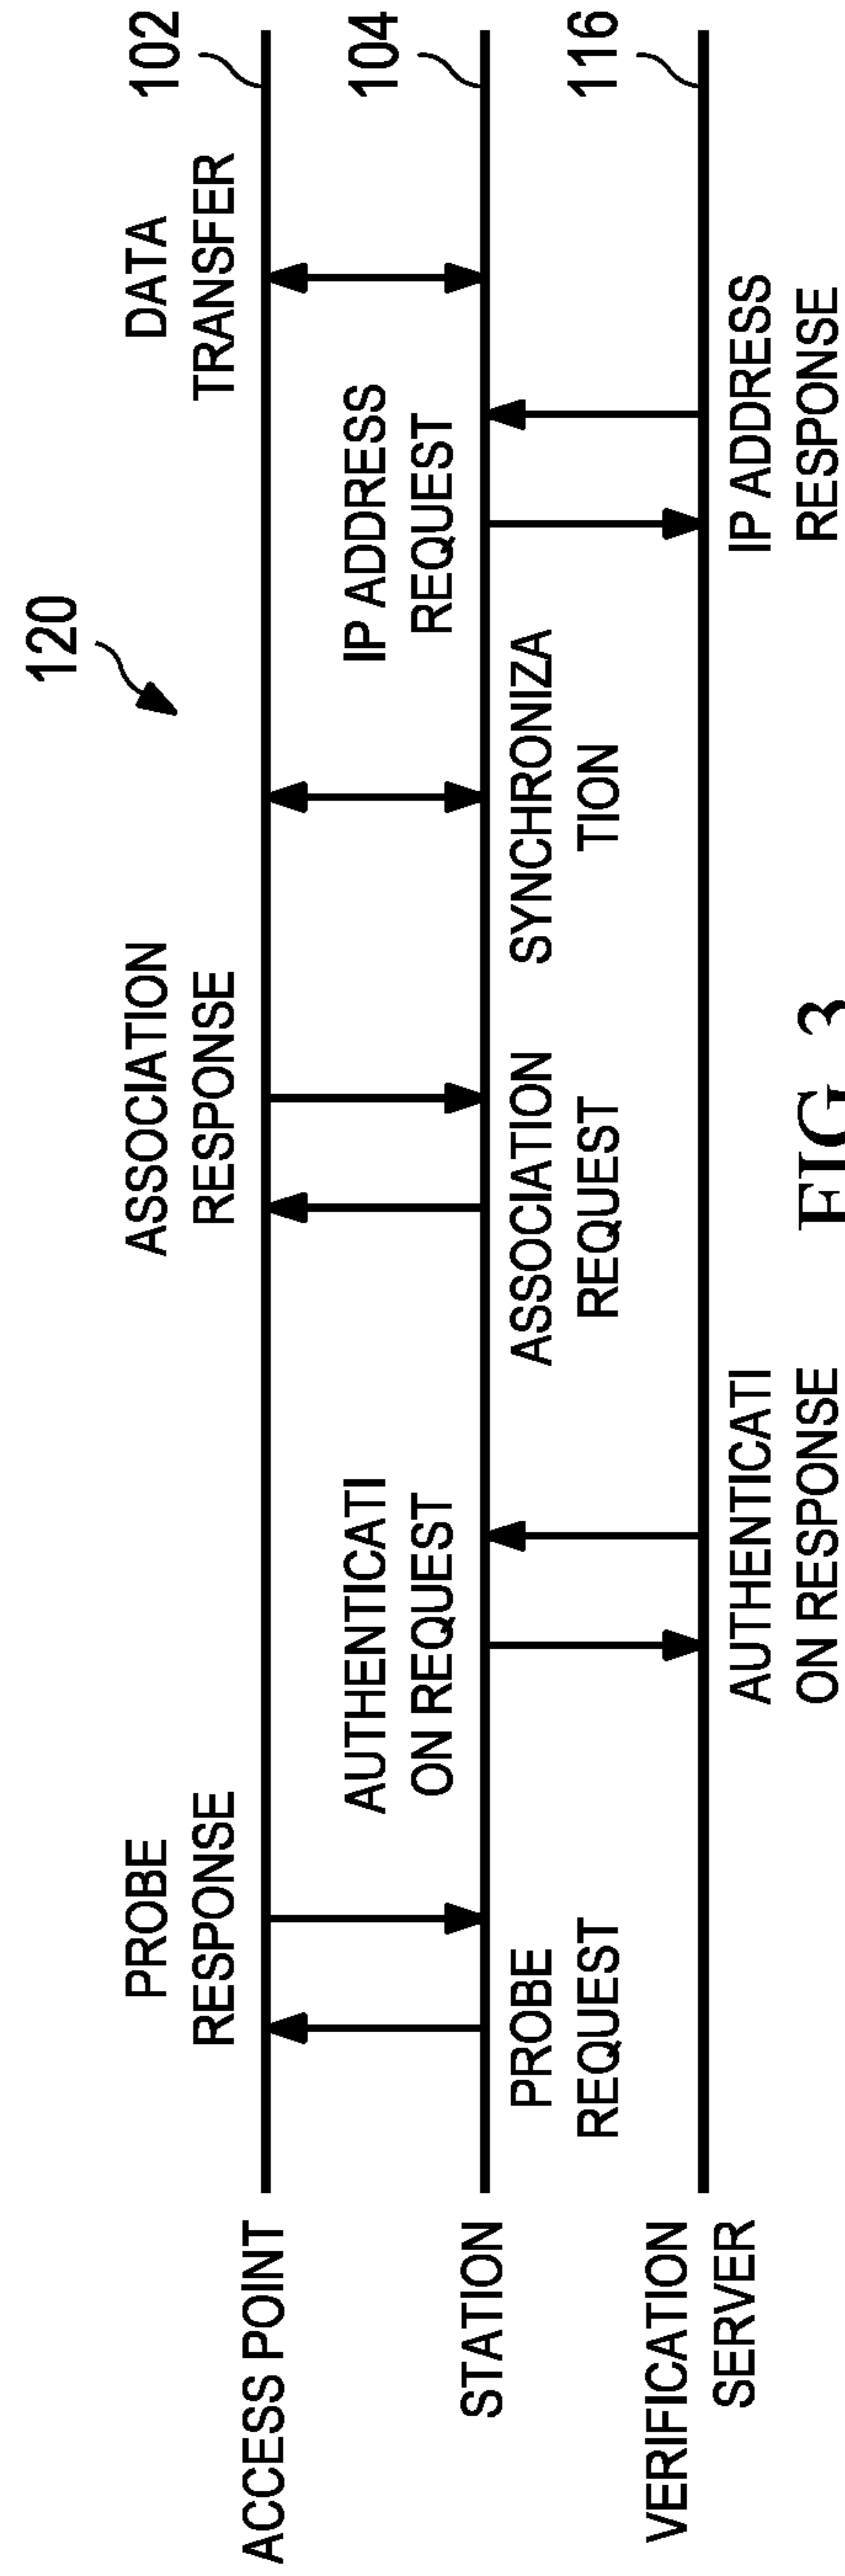 120
PROBE
RESPONSE
ASSOCIATION
RESPONSE
DATA
TRANSFER
102
ACCESS POINT
AUTHENTICATI
ON REQUEST
IP ADDRESS
REQUEST
104
STATION
PROBE
REQUEST
ASSOCIATION
REQUEST
SYNCHRONIZA
TION
116
VERIFICATION
SERVER
AUTHENTICATI
ON RESPONSE
IP ADDRESS
RESPONSE
FIG. 3